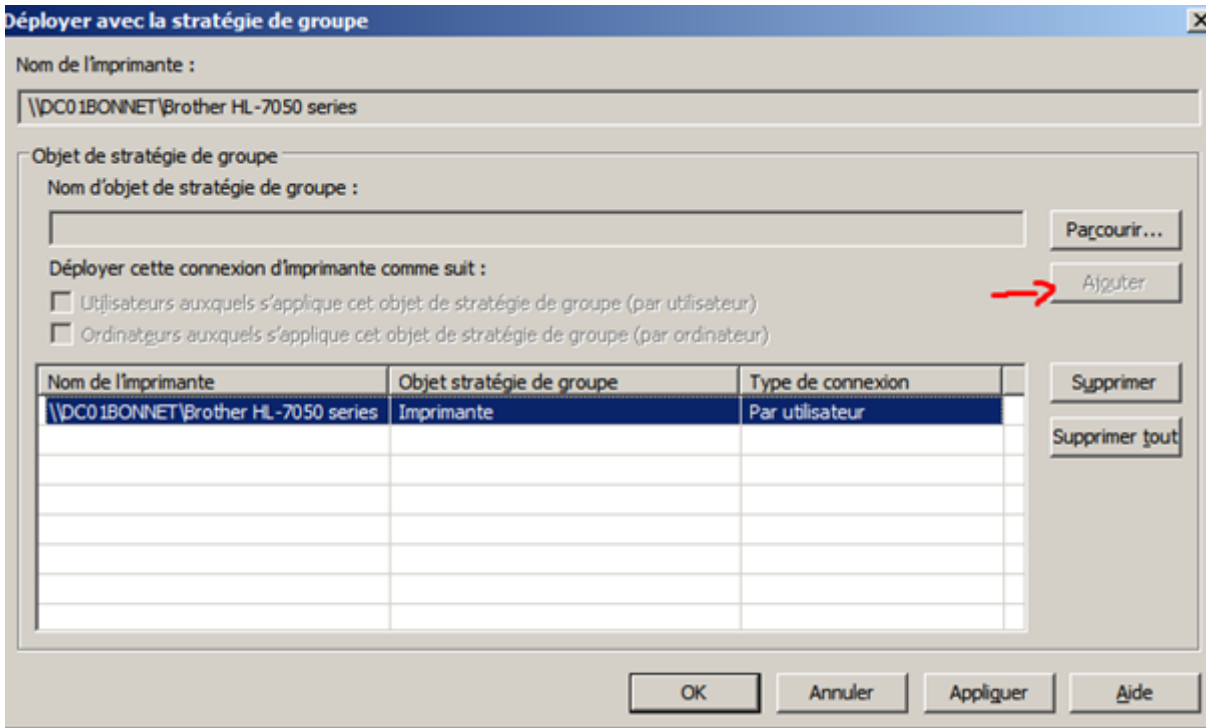 Déployer avec la stratégie de groupe
Nom de l'imprimante :
\\DC01BONNET\Brother HL-7050 series
Objet de stratégie de groupe
Nom d'objet de stratégie de groupe :
Parcourir...
Déployer cette connexion d'imprimante comme suit :
Ajouter
Utilisateurs auxquels s'applique cet objet de stratégie de groupe (par utilisateur)
Ordinateurs auxquels s'applique cet objet de stratégie de groupe (par ordinateur)
Nom de l'imprimante Objet stratégie de groupe Type de connexion
Supprimer
\\DC01BONNET\Brother HL-7050 series Imprimante Par utilisateur
Supprimer tout
OK Annuler Appliquer Aide